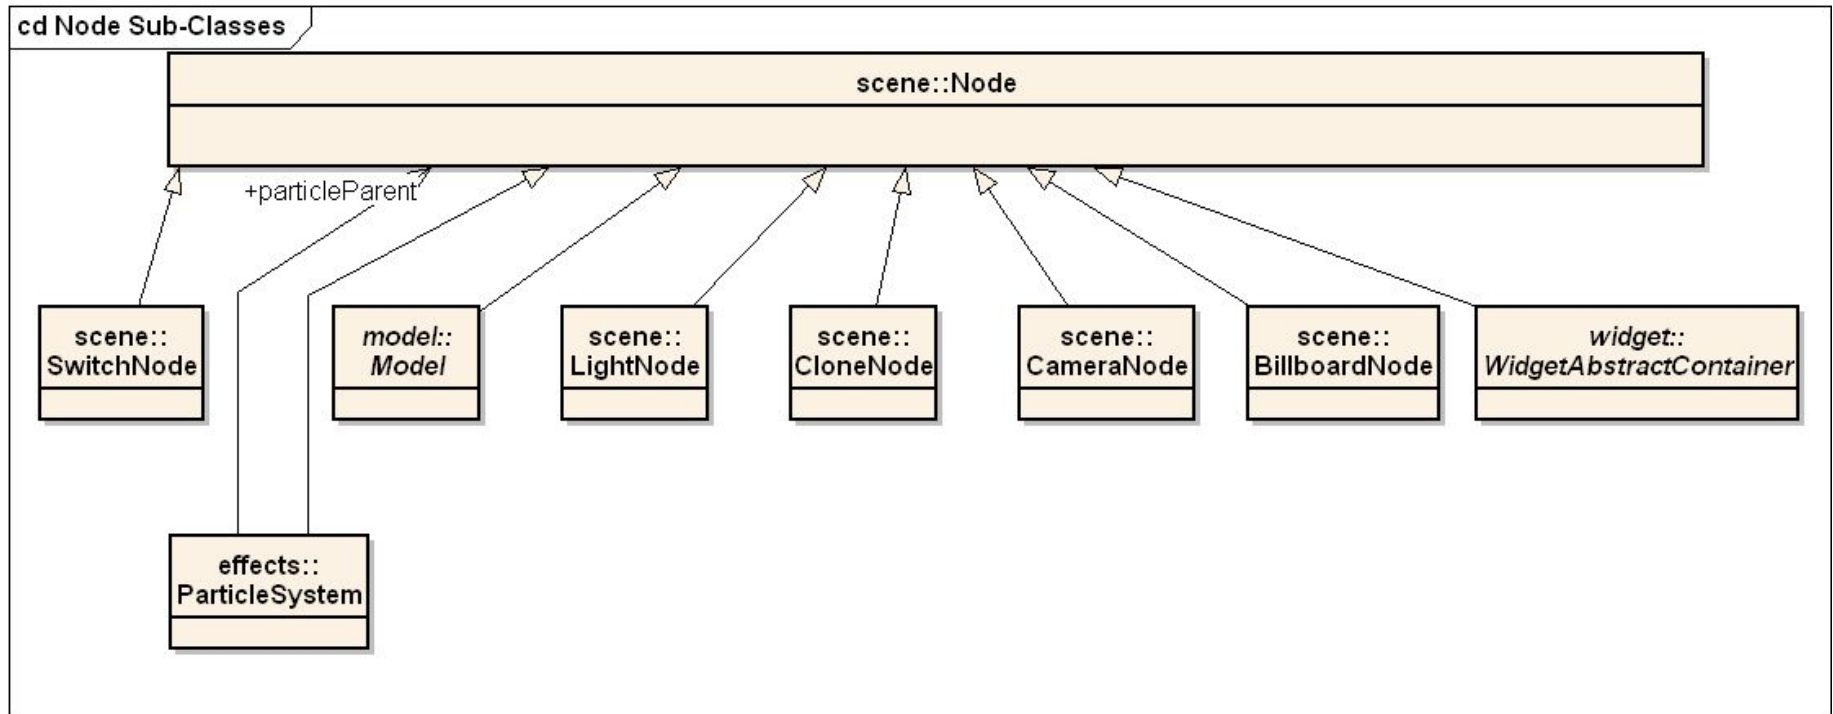 cd Node Sub-Classes
scene::Node
+particleParent
scene::
SwitchNode
model::
Model
scene::
LightNode
scene::
CloneNode
scene::
CameraNode
scene::
BillboardNode
widget::
WidgetAbstractContainer
effects::
ParticleSystem